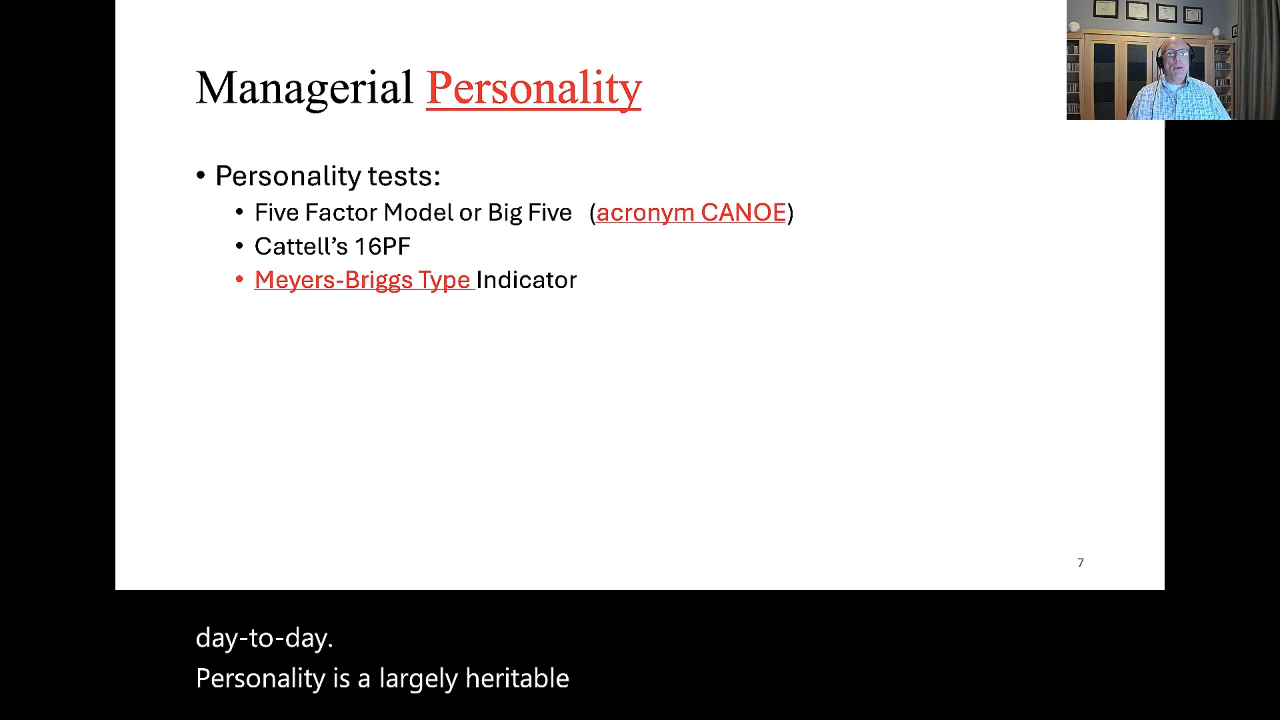 Managerial Personality
• Personality tests:
• Five Factor Model or Big Five (acronym CANOE)
• Cattell’s 16PF
• Meyers-Briggs Type Indicator
7
day-to-day.
Personality is a largely heritable